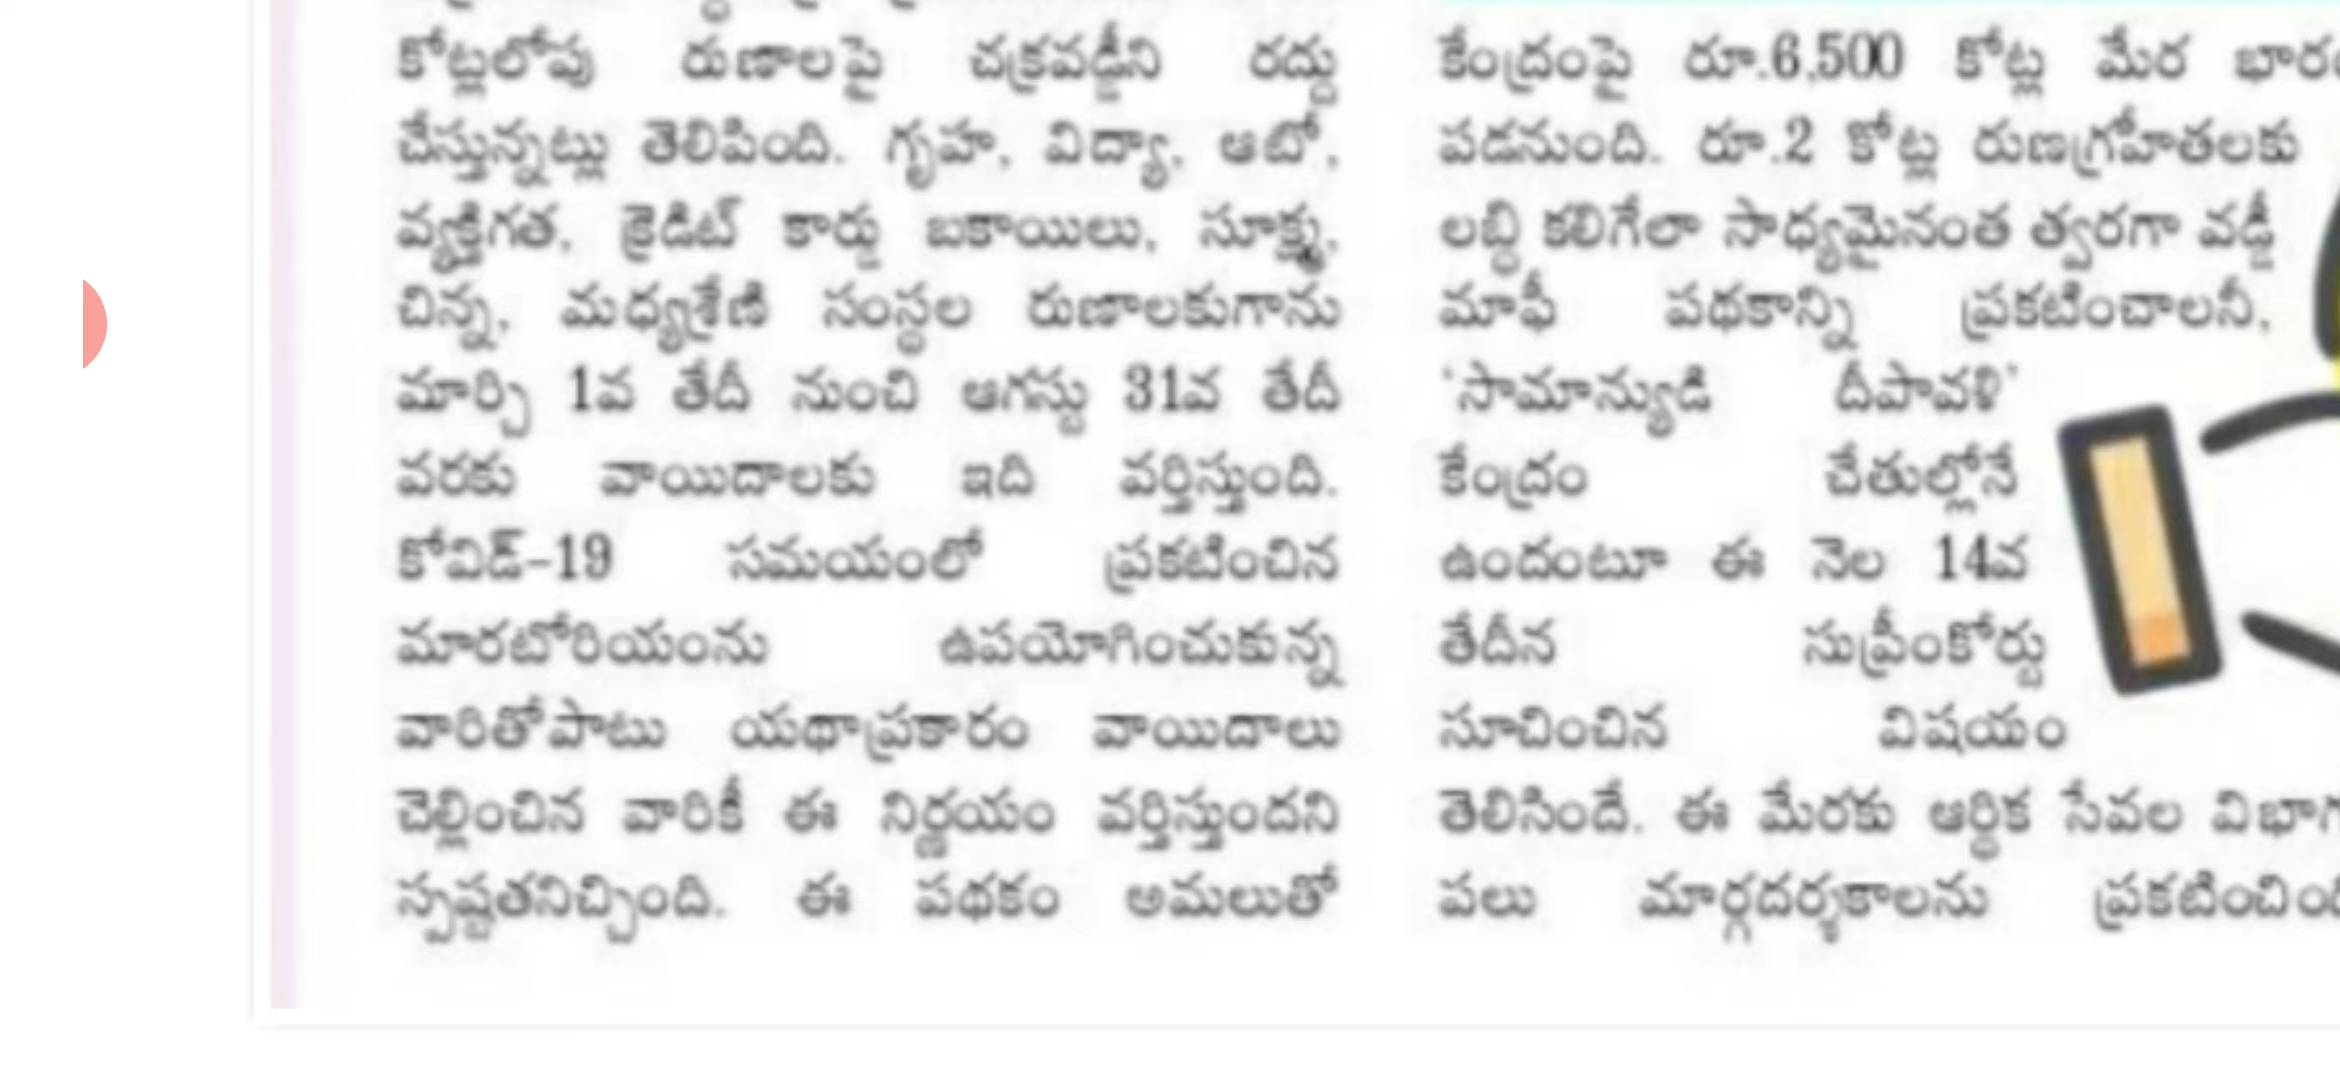 కోట్లలోపు రుణాలపై చక్రవడ్డీని రద్దు
చేస్తున్నట్లు తెలిపింది. గృహ, విద్యా, ఆటో,
వ్యక్తిగత, క్రెడిట్ కార్డు బకాయిలు, సూక్ష్మ,
చిన్న, మధ్యశ్రేణి సంస్థల రుణాలకుగాను
మార్చి 1వ తేదీ నుంచి ఆగస్టు 31వ తేదీ
వరకు వాయిదాలకు ఇది వర్తిస్తుంది.
కోవిడ్-19 సమయంలో ప్రకటించిన
మారటోరియంను ఉపయోగించుకున్న
వారితోపాటు యథాప్రకారం వాయిదాలు
చెల్లించిన వారికీ ఈ నిర్ణయం వర్తిస్తుందని
స్పష్టతనిచ్చింది. ఈ పథకం అమలుతో
కేంద్రంపై రూ.6,500 కోట్ల మేర
పడనుంది. రూ.2 కోట్ల రుణగ్రహీతలకు
లబ్ధి కలిగేలా సాధ్యమైనంత త్వరగా వడ్డీ
మాఫీ పథకాన్ని ప్రకటించాలనీ,
'సామాన్యుడి దీపావళి'
కేంద్రం చేతుల్లోనే
ఉందంటూ ఈ నెల 14వ
తేదీన సుప్రీంకోర్టు
సూచించిన విషయం
తెలిసిందే. ఈ మేరకు ఆర్థిక సేవల
పలు మార్గదర్శకాలను